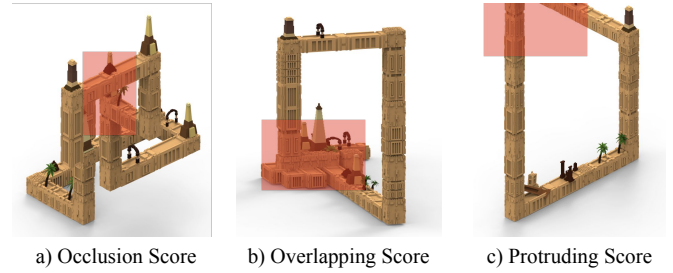 a) Occlusion Score
b) Overlapping Score
c) Protruding Score